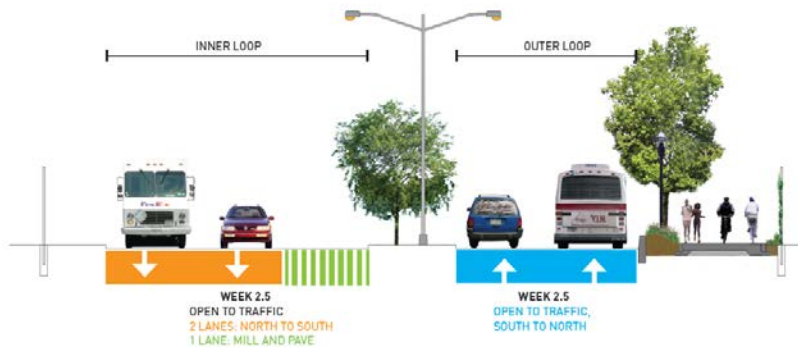 INNER LOOP
OUTER LOOP
FedEx
WEEK 2.5
OPEN TO TRAFFIC
2 LANES: NORTH TO SOUTH
1 LANE: MILL AND PAVE
WEEK 2.5
OPEN TO TRAFFIC,
SOUTH TO NORTH